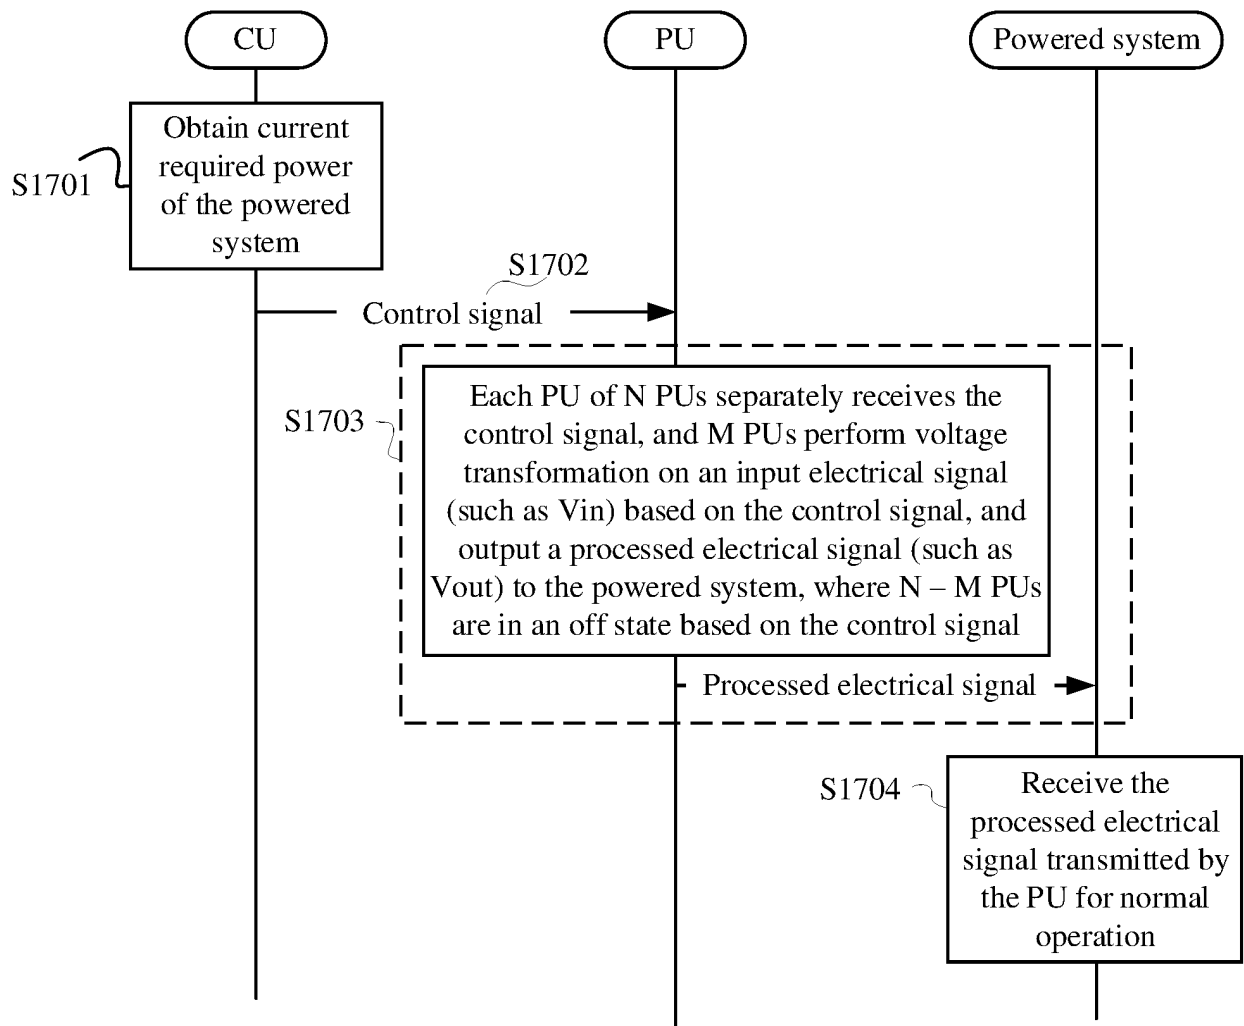 CU
PU
Powered system
S1701
Obtain current
required power
of the powered
system
S1702
Control signal
S1703
Each PU of N PUs separately receives the
control signal, and M PUs perform voltage
transformation on an input electrical signal
(such as Vin) based on the control signal, and
output a processed electrical signal (such as
Vout) to the powered system, where N – M PUs
are in an off state based on the control signal
Processed electrical signal
S1704
Receive the
processed electrical
signal transmitted by
the PU for normal
operation